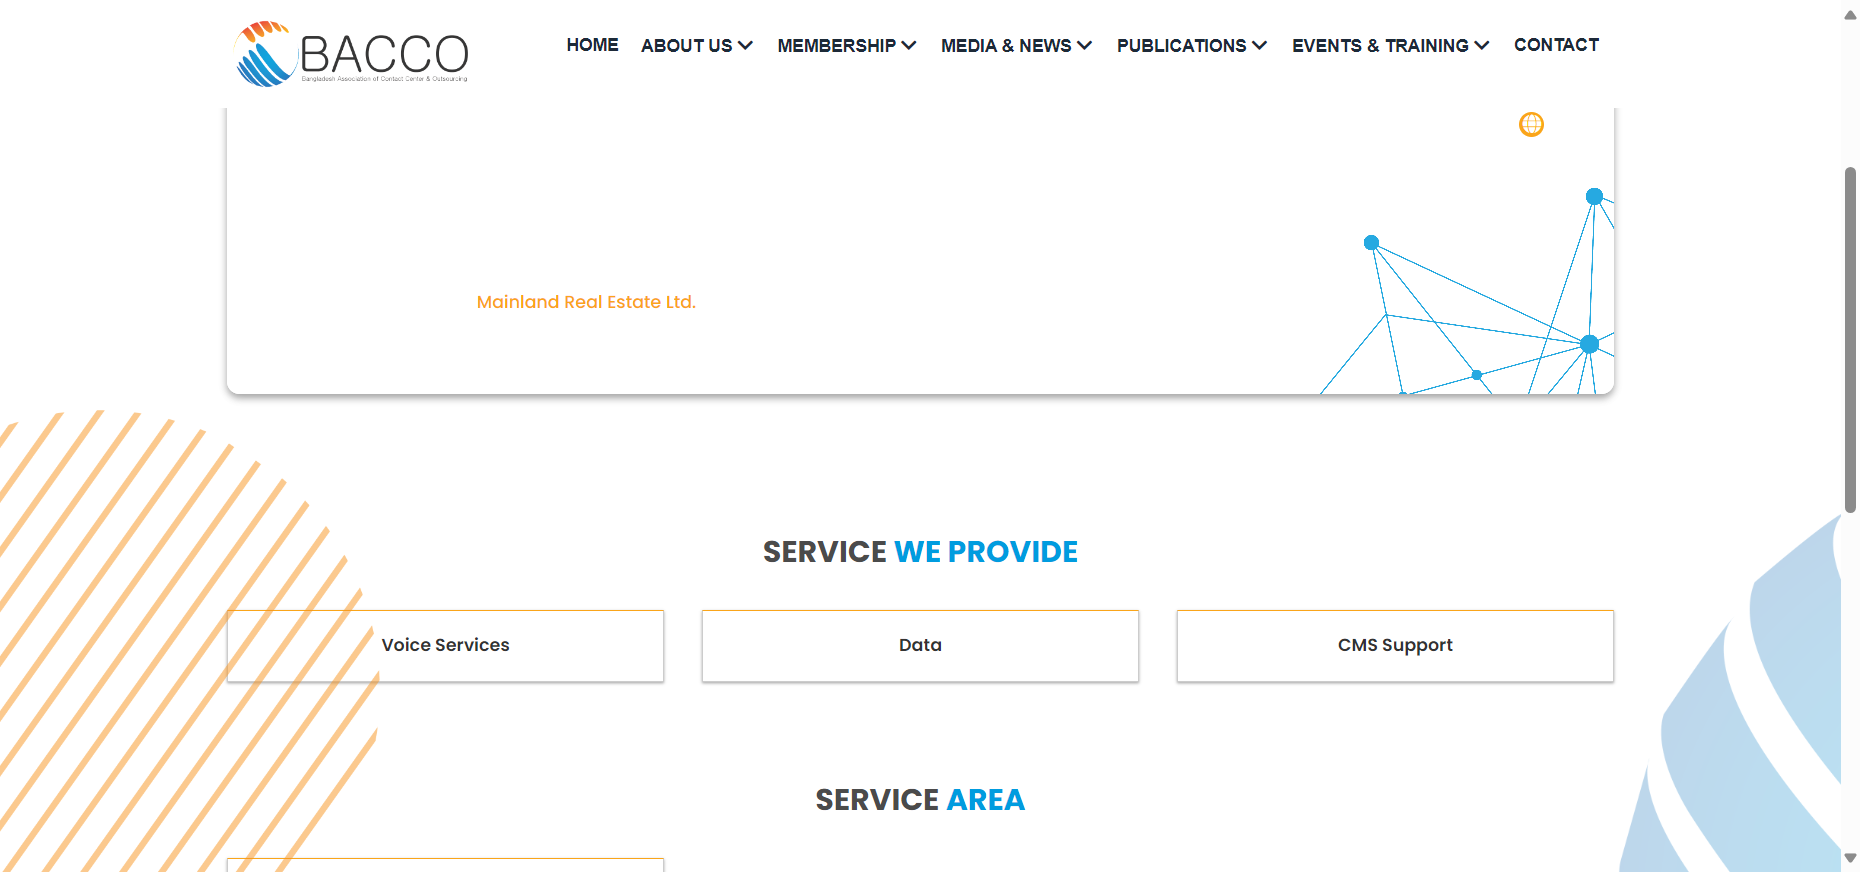 BACCO
Bangladesh Association of Contact Center & Outsourcing
HOME ABOUT US MEMBERSHIP MEDIA & NEWS PUBLICATIONS EVENTS & TRAINING CONTACT
Mainland Real Estate Ltd.
SERVICE WE PROVIDE
Voice Services Data CMS Support
SERVICE AREA